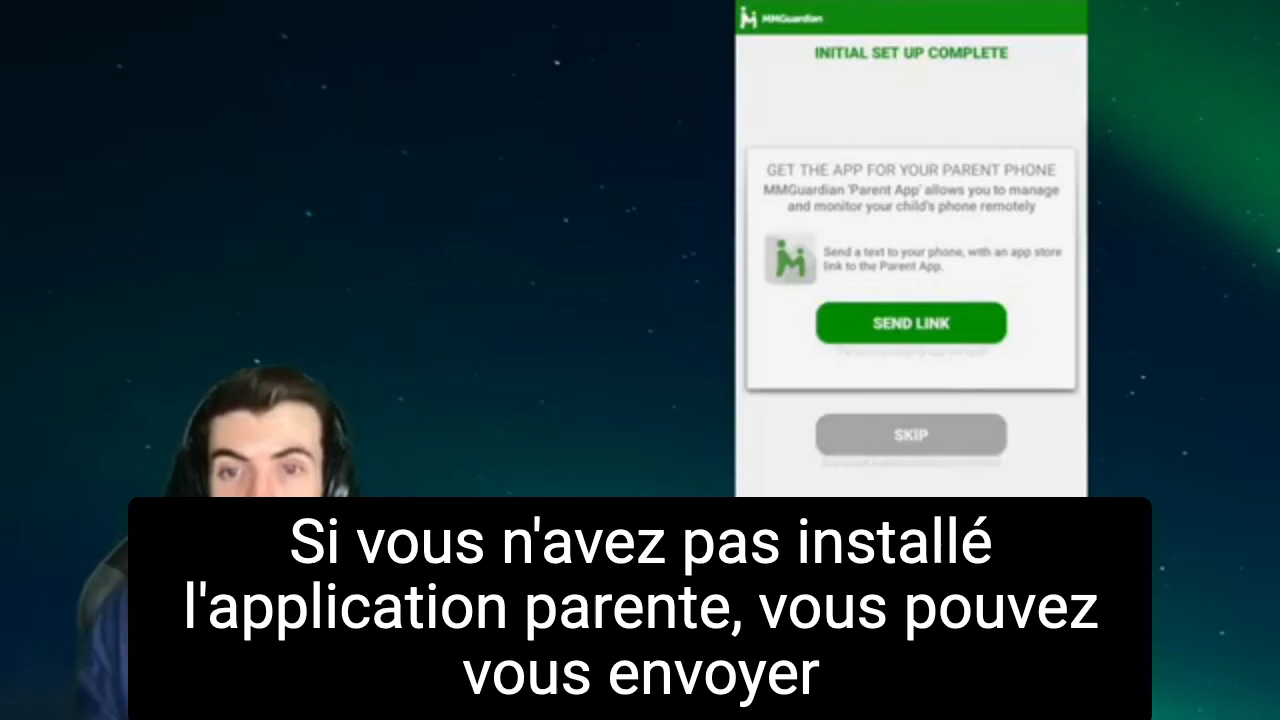 MMGuardian
INITIAL SET UP COMPLETE
GET THE APP FOR YOUR PARENT PHONE
MMGuardian 'Parent App' allows you to manage
and monitor your child's phone remotely
Send a text to your phone, with an app store
link to the Parent App.
SEND LINK
SKIP
Si vous n'avez pas installé
l'application parente, vous pouvez
vous envoyer